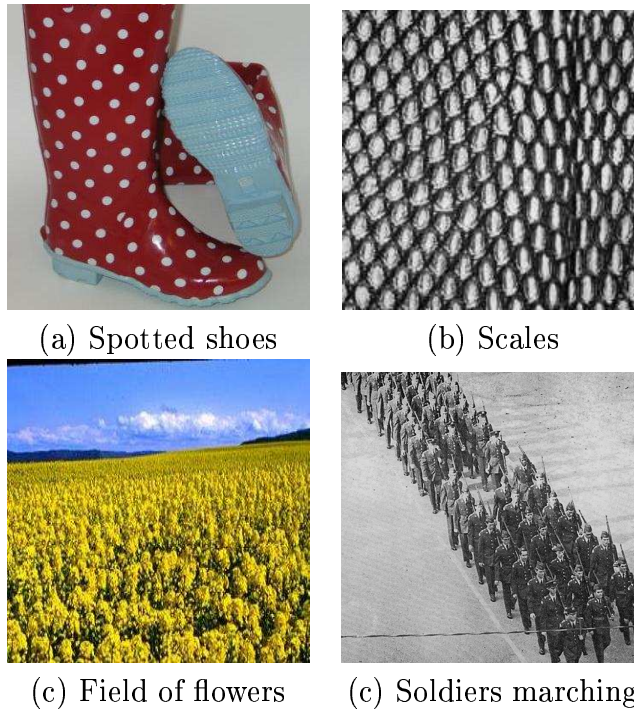 (a) Spotted shoes
(b) Scales
(c) Field of flowers
(c) Soldiers marching